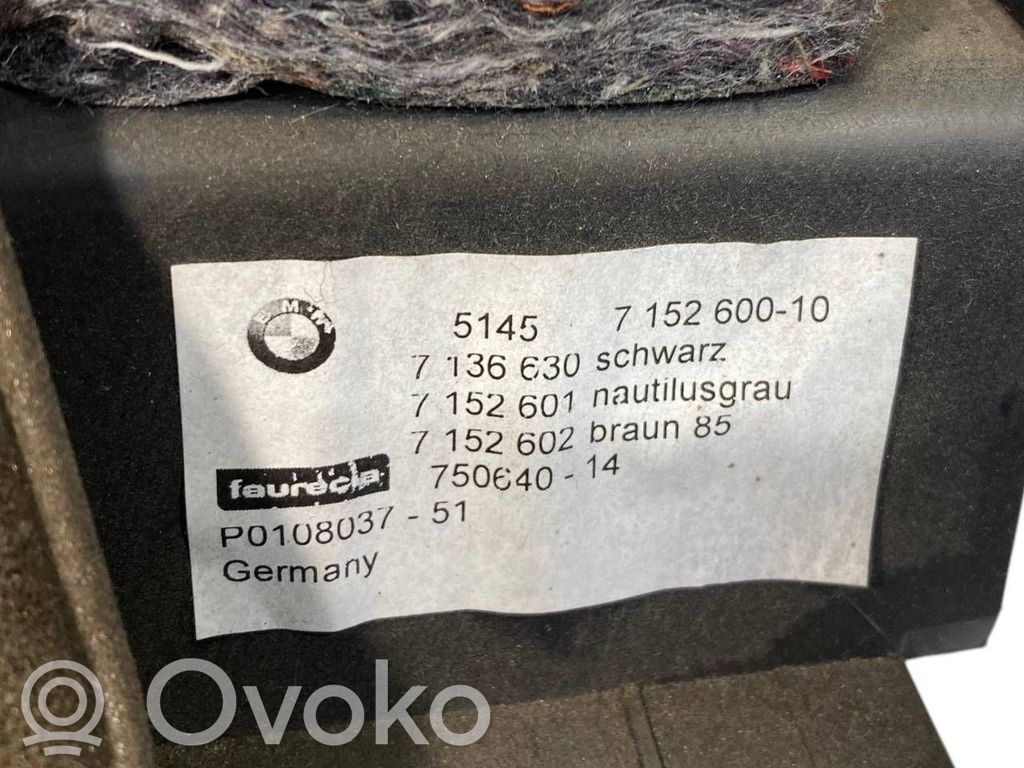 BMW
5145 7 152 600-10
7 136 630 schwarz
7 152 601 nautilusgrau
7 152 602 braun 85
faurecia 750640 - 14
P0108037 - 51
Germany
Ovoko